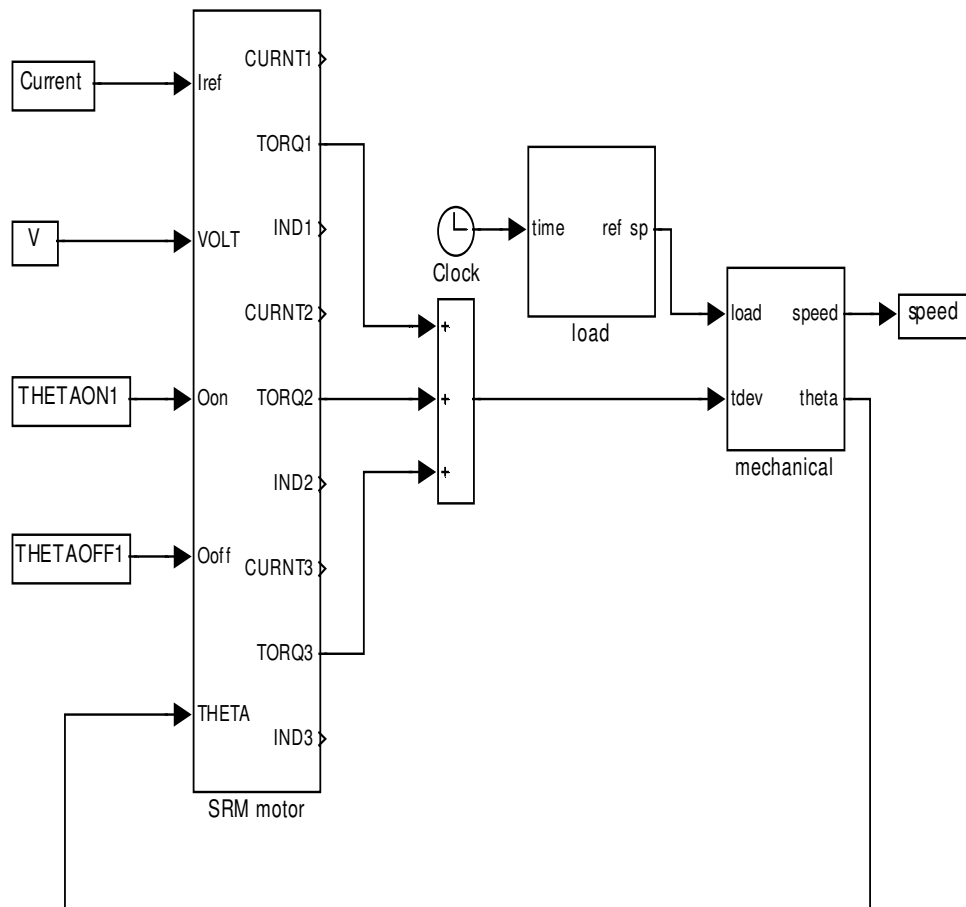 Current
V
THETAON1
THETAOFF1
Iref
VOLT
Oon
Ooff
THETA
CURNT1
TORQ1
IND1
CURNT2
TORQ2
IND2
CURNT3
TORQ3
IND3
SRM motor
Clock
+
+
+
time
ref sp
load
load
tdev
speed
theta
mechanical
speed